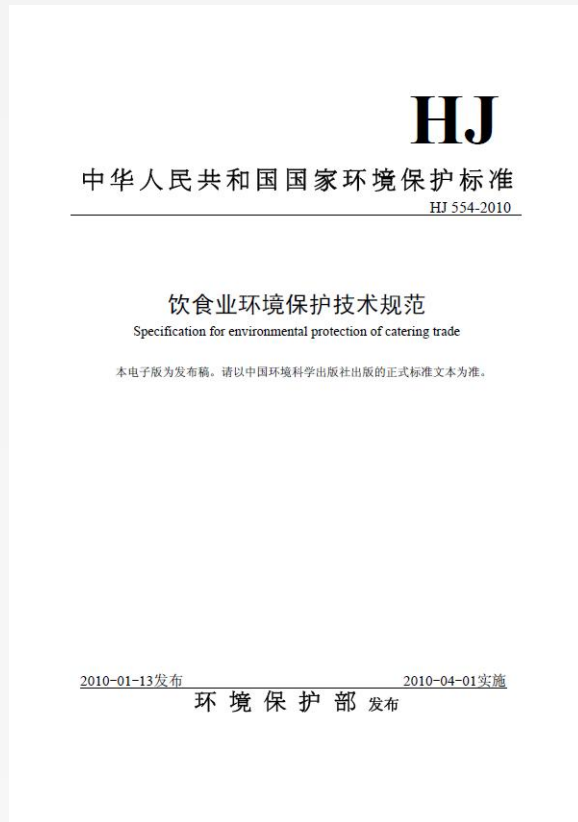 HJ
中华人民共和国国家环境保护标准
HJ 554-2010
饮食业环境保护技术规范
Specification for environmental protection of catering trade
本电子版为发布稿。请以中国环境科学出版社出版的正式标准文本为准。
2010-01-13发布 2010-04-01实施
环境保护部 发布